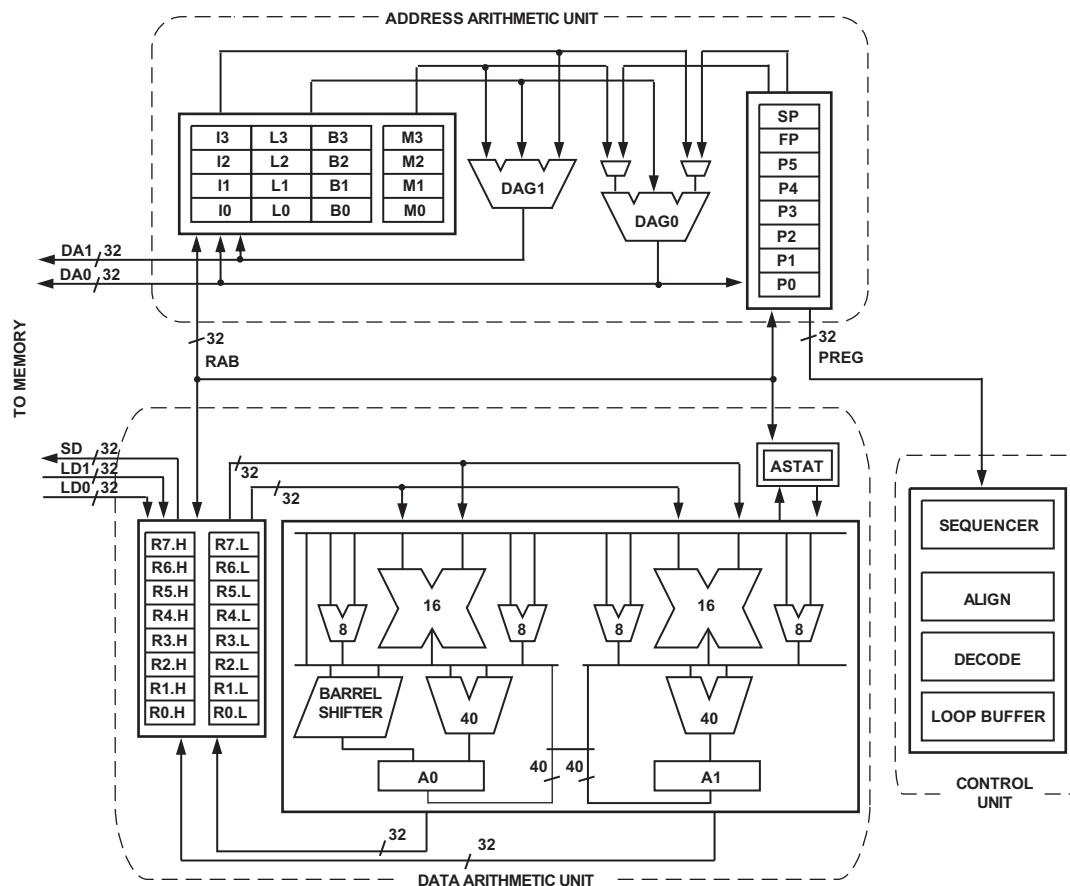 ADDRESS ARITHMETIC UNIT
I3 L3 B3 M3
I2 L2 B2 M2
I1 L1 B1 M1
I0 L0 B0 M0
DAG1
DAG0
SP
FP
P5
P4
P3
P2
P1
P0
DA1 32
DA0 32
TO MEMORY
32
RAB
32
PREG
SD 32
LD1 32
LD0 32
32
32
ASTAT
R7.H R7.L
R6.H R6.L
R5.H R5.L
R4.H R4.L
R3.H R3.L
R2.H R2.L
R1.H R1.L
R0.H R0.L
16
16
8
8
8
8
BARREL
SHIFTER
40
40
40 40
A0
A1
32
32
DATA ARITHMETIC UNIT
SEQUENCER
ALIGN
DECODE
LOOP BUFFER
CONTROL
UNIT